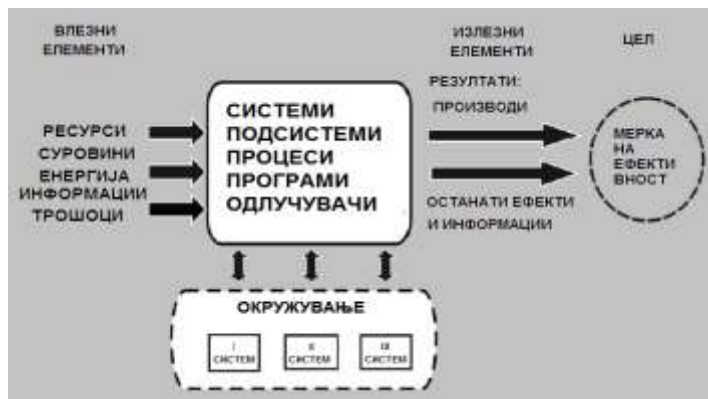 ВЛЕЗНИ
ЕЛЕМЕНТИ
ИЗЛЕЗНИ
ЕЛЕМЕНТИ
ЦЕЛ
РЕЗУЛТАТИ:
ПРОИЗВОДИ
РЕСУРСИ
СУРОВИНИ
ЕНЕРГИЈА
ИНФОРМАЦИИ
ТРОШОЦИ
СИСТЕМИ
ПОДСИСТЕМИ
ПРОЦЕСИ
ПРОГРАМИ
ОДЛУЧУВАЧИ
МЕРКА
НА
ЕФЕКТИ
ВНОСТ
ОСТАНАТИ ЕФЕКТИ
И ИНФОРМАЦИИ
ОКРУЖУВАЊЕ
I
СИСТЕМ
II
СИСТЕМ
III
СИСТЕМ